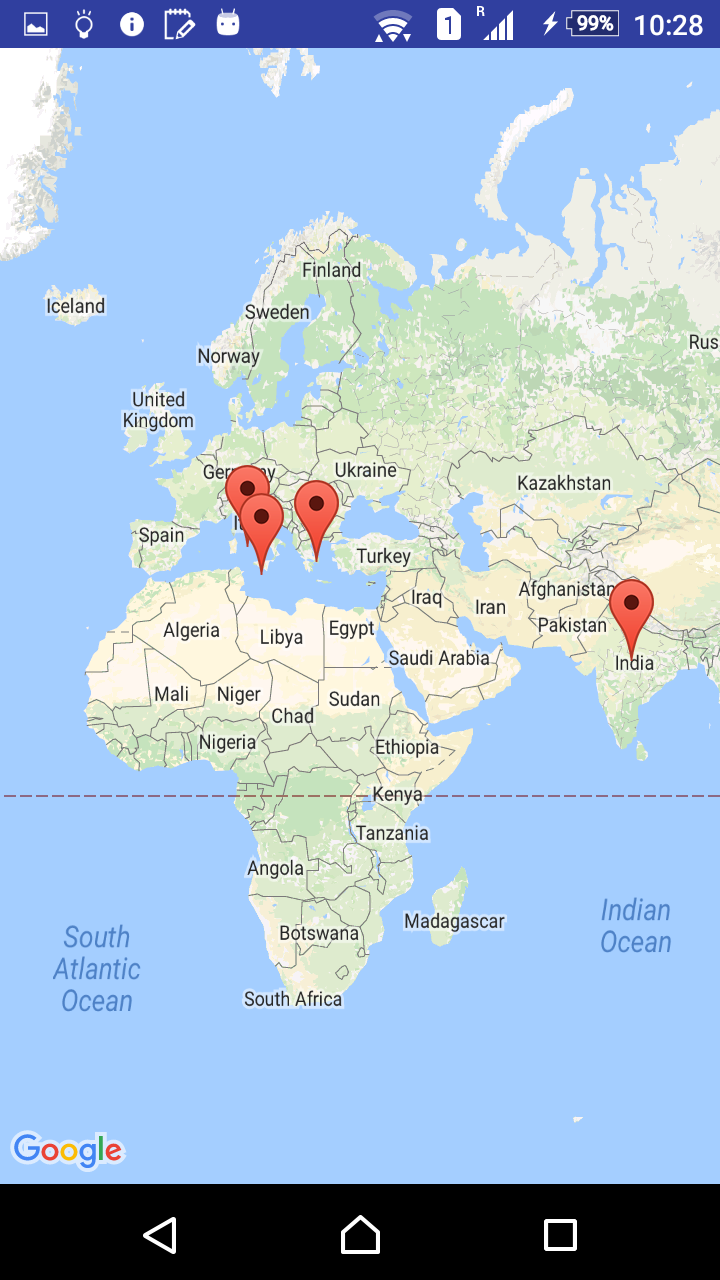 1
R
99%
10:28
Finland
Iceland
Sweden
Rus
Norway
United
Kingdom
Ukraine
Kazakhstan
Spain
Turkey
Afghanistan
Iraq
Iran
Pakistan
Algeria
Libya
Egypt
Saudi Arabia
India
Mali
Niger
Sudan
Chad
Nigeria
Ethiopia
Kenya
Tanzania
Angola
Madagascar
Indian
Ocean
Botswana
South
Atlantic
Ocean
South Africa
Google